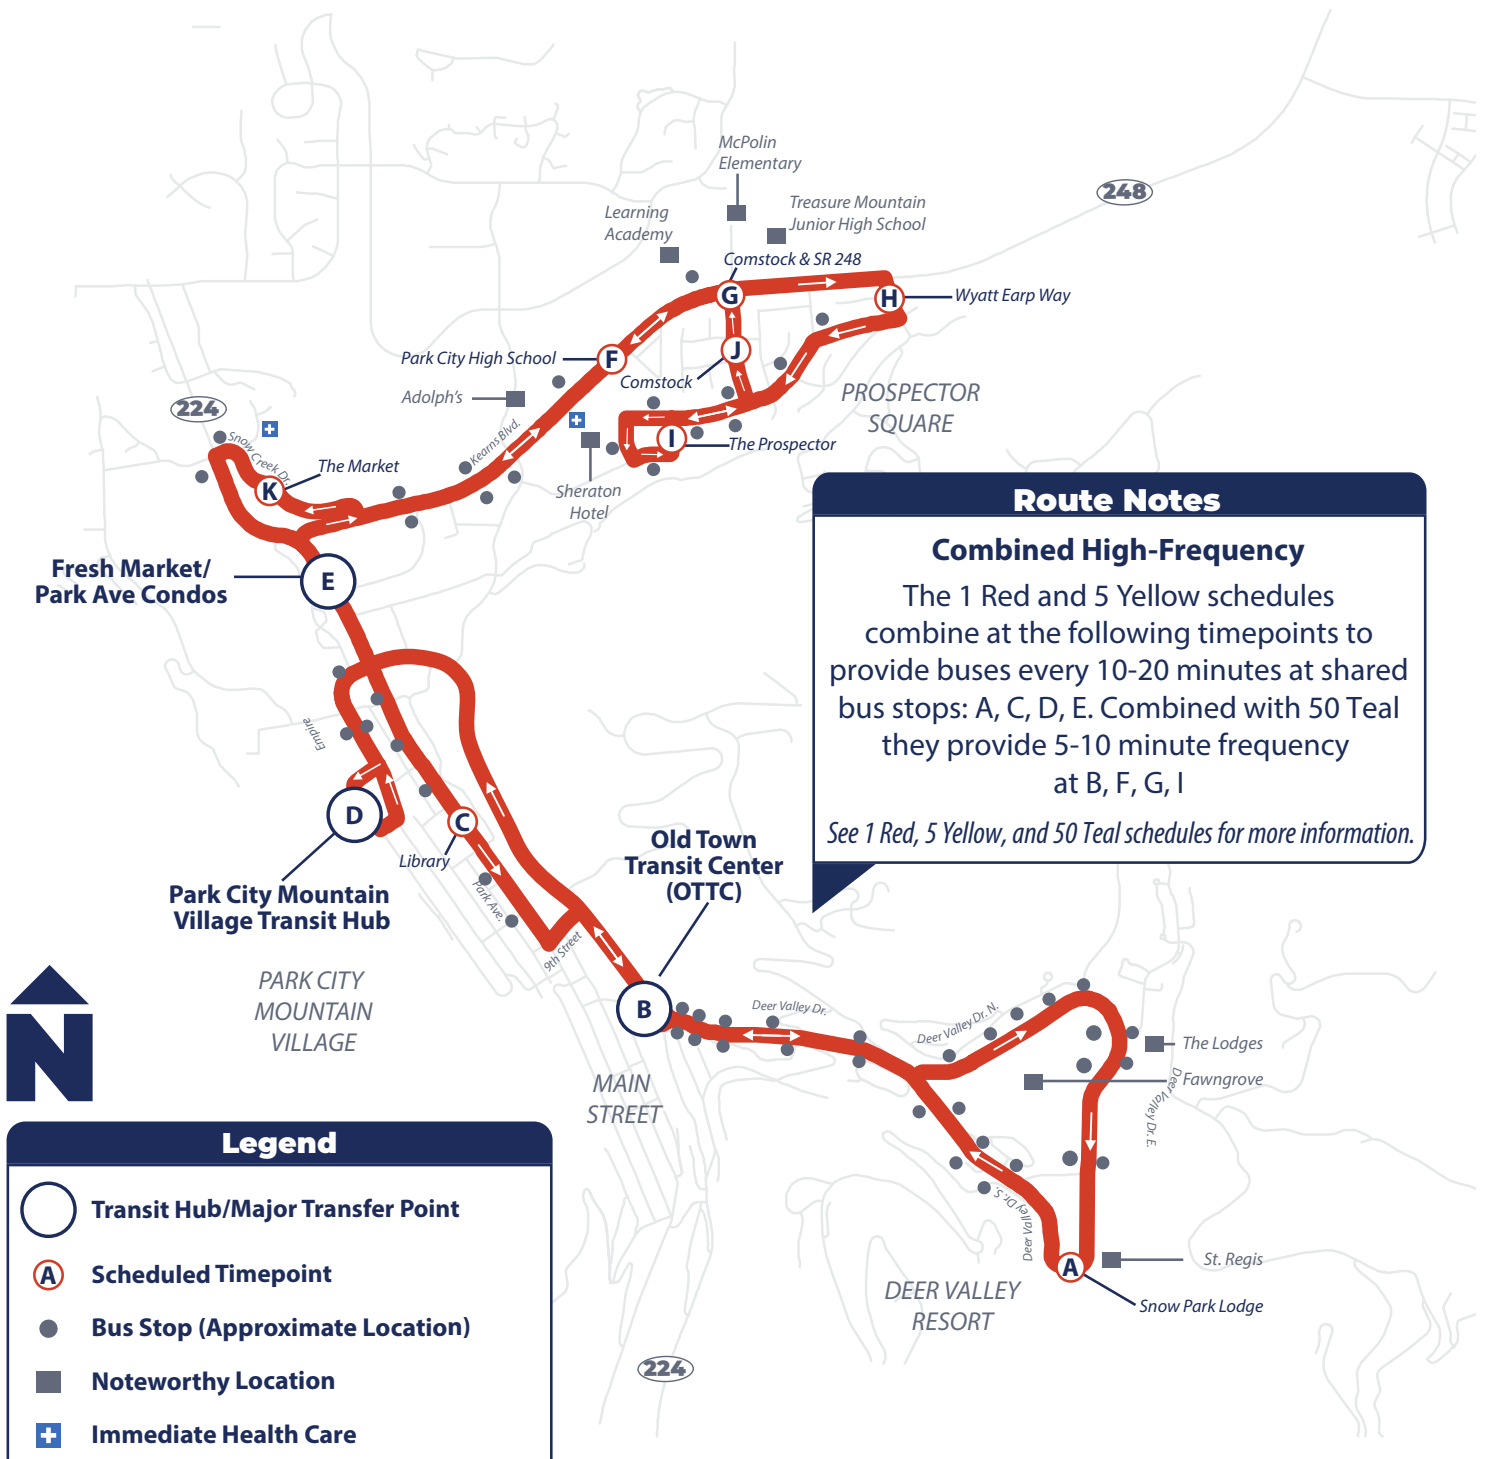 McPolin
Elementary
248
Treasure Mountain
Junior High School
Learning
Academy
Comstock & SR 248
G
H
Wyatt Earp Way
J
Park City High School
F
Comstock
Adolph's
PROSPECTOR
SQUARE
224
Kearns Blvd.
Snow Creek Dr.
I
The Prospector
The Market
K
Sheraton
Hotel
Fresh Market/
Park Ave Condos
E
Route Notes
Combined High-Frequency
The 1 Red and 5 Yellow schedules
combine at the following timepoints to
provide buses every 10-20 minutes at shared
bus stops: A, C, D, E. Combined with 50 Teal
they provide 5-10 minute frequency
at B, F, G, I
See 1 Red, 5 Yellow, and 50 Teal schedules for more information.
Empire
D
C
Library
Park City Mountain
Village Transit Hub
Park Ave.
Old Town
Transit Center
(OTTC)
9th Street
PARK CITY
MOUNTAIN
VILLAGE
B
Deer Valley Dr.
Deer Valley Dr. N.
The Lodges
Fawngrove
Deer Valley Dr. E.
MAIN
STREET
Deer Valley Dr. S.
St. Regis
A
Snow Park Lodge
DEER VALLEY
RESORT
224
N
Legend
Transit Hub/Major Transfer Point
A Scheduled Timepoint
Bus Stop (Approximate Location)
Noteworthy Location
Immediate Health Care